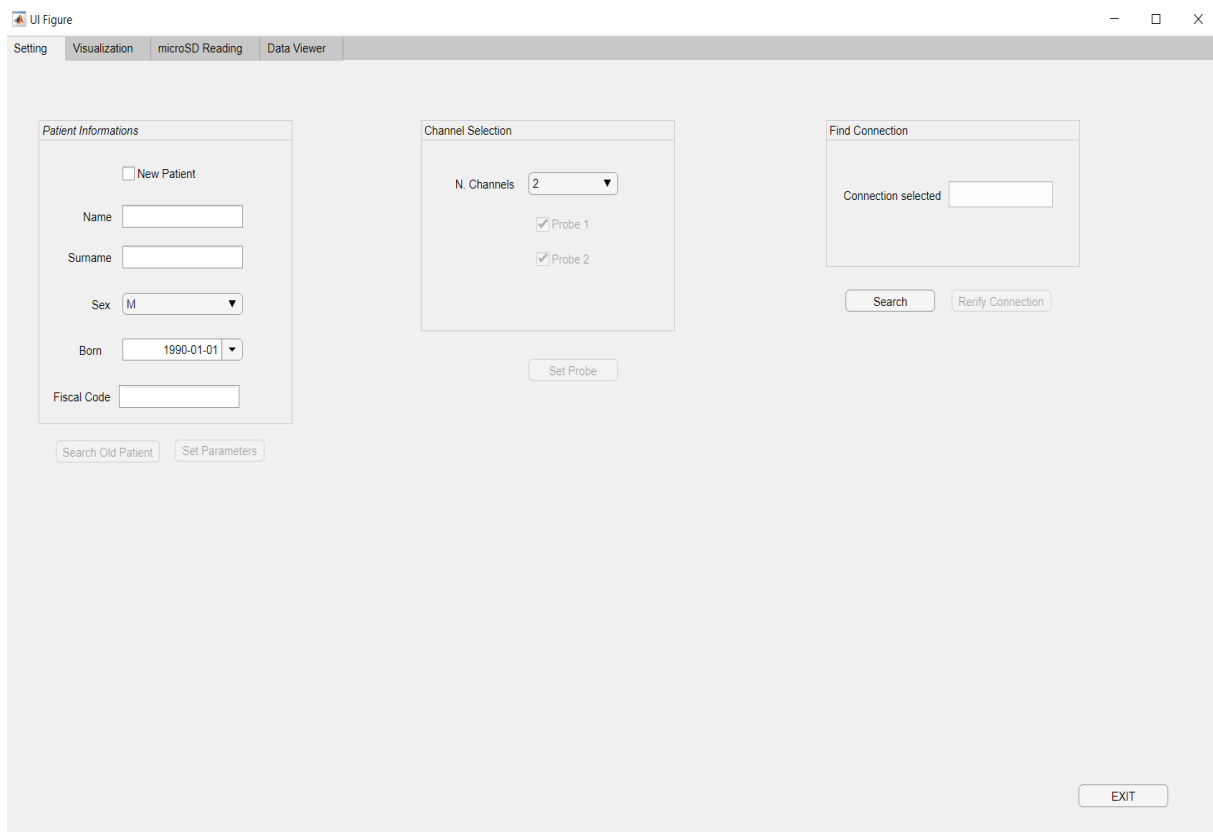 UI Figure
Setting Visualization microSD Reading Data Viewer
Patient Informations
New Patient
Name
Surname
Sex M
Born 1990-01-01
Fiscal Code
Search Old Patient Set Parameters
Channel Selection
N. Channels 2
Probe 1
Probe 2
Set Probe
Find Connection
Connection selected
Search Rerify Connection
EXIT